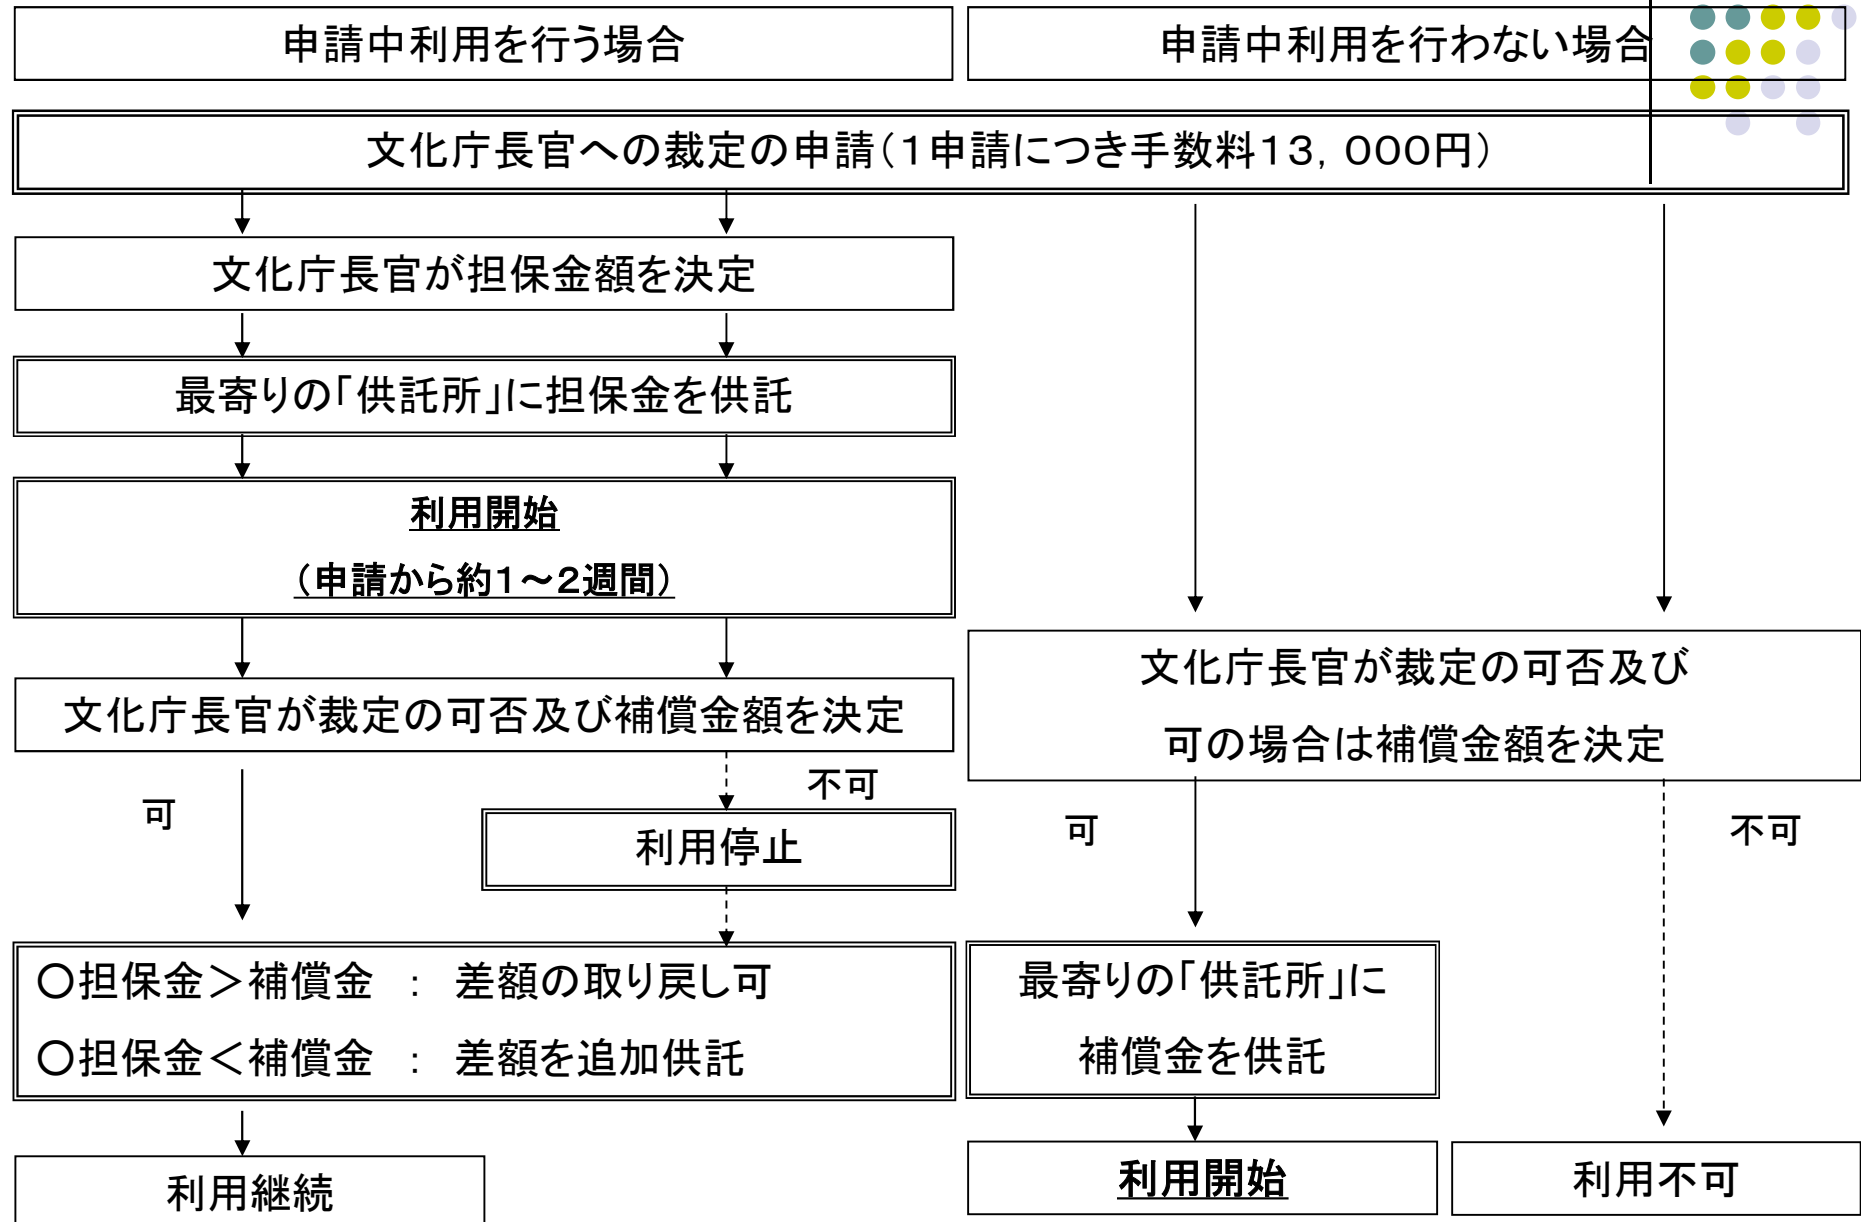 申請中利用を行う場合
申請中利用を行わない場合
文化庁長官への裁定の申請(1申請につき手数料13,000円)
文化庁長官が担保金額を決定
最寄りの「供託所」に担保金を供託
利用開始
(申請から約1~2週間)
文化庁長官が裁定の可否及び補償金額を決定
可
不可
利用停止
○担保金>補償金 : 差額の取り戻し可
○担保金<補償金 : 差額を追加供託
利用継続
文化庁長官が裁定の可否及び
可の場合は補償金額を決定
可
不可
最寄りの「供託所」に
補償金を供託
利用開始
利用不可